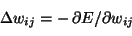 Δw_{ij} = − ∂E/∂w_{ij}